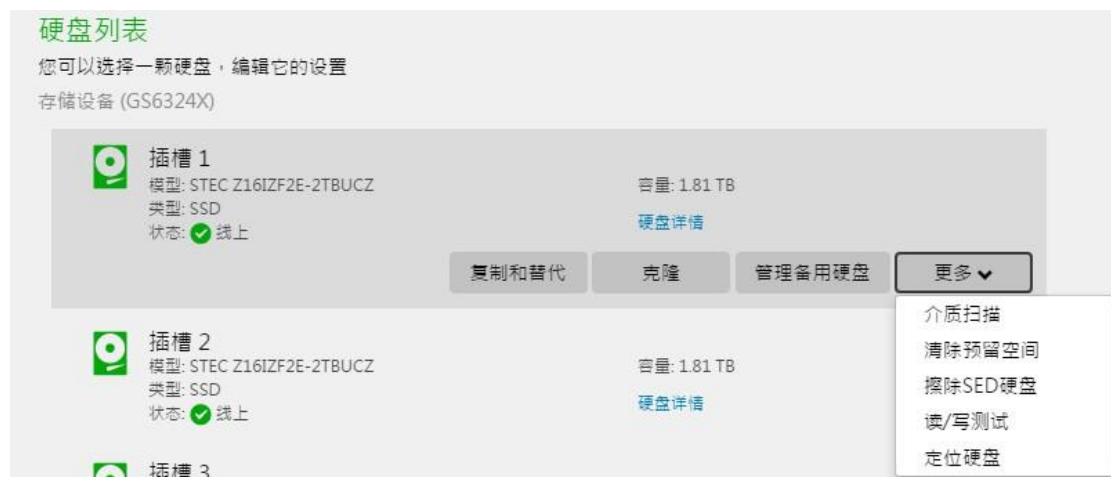 硬盘列表
您可以选择一颗硬盘，编辑它的设置
存储设备 (GS6324X)
插槽 1
模型: STEC Z16IZF2E-2TBUCZ
类型: SSD
状态: 线上
容量: 1.81 TB
硬盘详情
复制和替代 克隆 管理备用硬盘 更多
介质扫描
清除预留空间
擦除SED硬盘
读/写测试
定位硬盘
插槽 2
模型: STEC Z16IZF2E-2TBUCZ
类型: SSD
状态: 线上
容量: 1.81 TB
硬盘详情
插槽 3